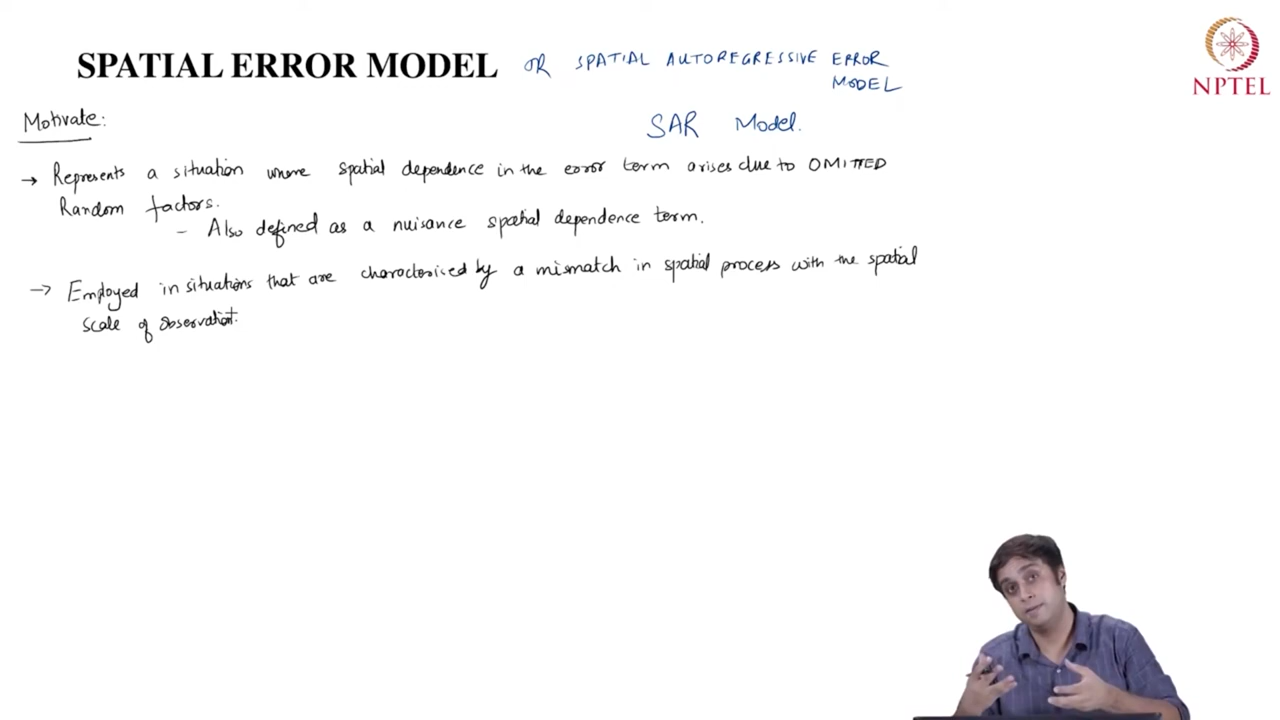 SPATIAL ERROR MODEL OR SPATIAL AUTOREGRESSIVE ERROR
MODEL
NPTEL
Motivate:
SAR Model.
→ Represents a situation where spatial dependence in the error term arises due to OMITTED
Random factors.
- Also defined as a nuisance spatial dependence term.
→ Employed in situations that are characterised by a mismatch in spatial process with the spatial
scale of observation.